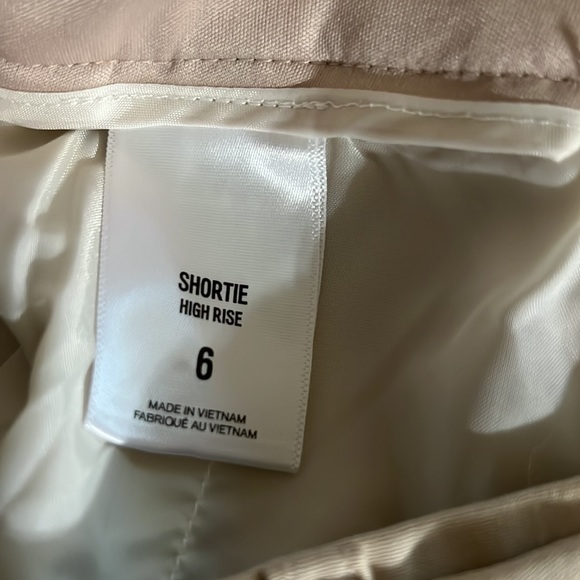 SHORTIE
HIGH RISE
6
MADE IN VIETNAM
FABRIQUÉ AU VIETNAM